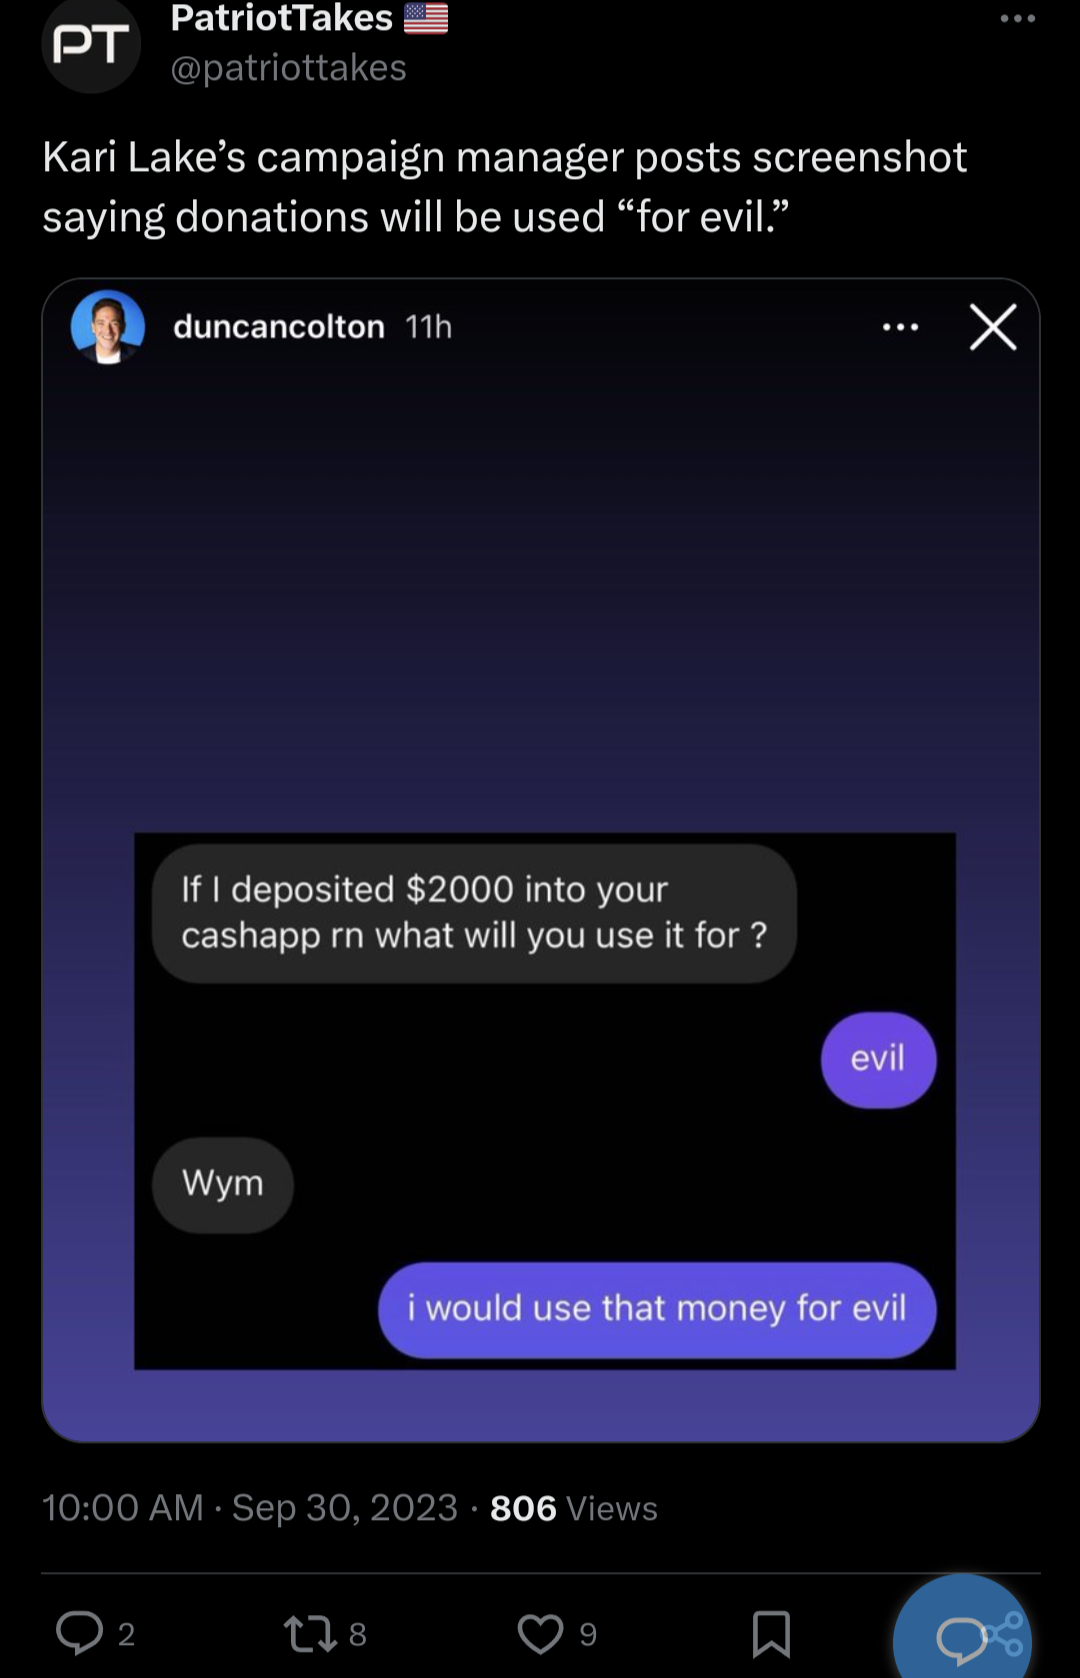 PT
PatriotTakes 🇺🇸
@patriottakes
Kari Lake’s campaign manager posts screenshot
saying donations will be used “for evil.”
duncancolton 11h
If I deposited $2000 into your
cashapp rn what will you use it for ?
evil
Wym
i would use that money for evil
10:00 AM · Sep 30, 2023 · 806 Views
2 8 9